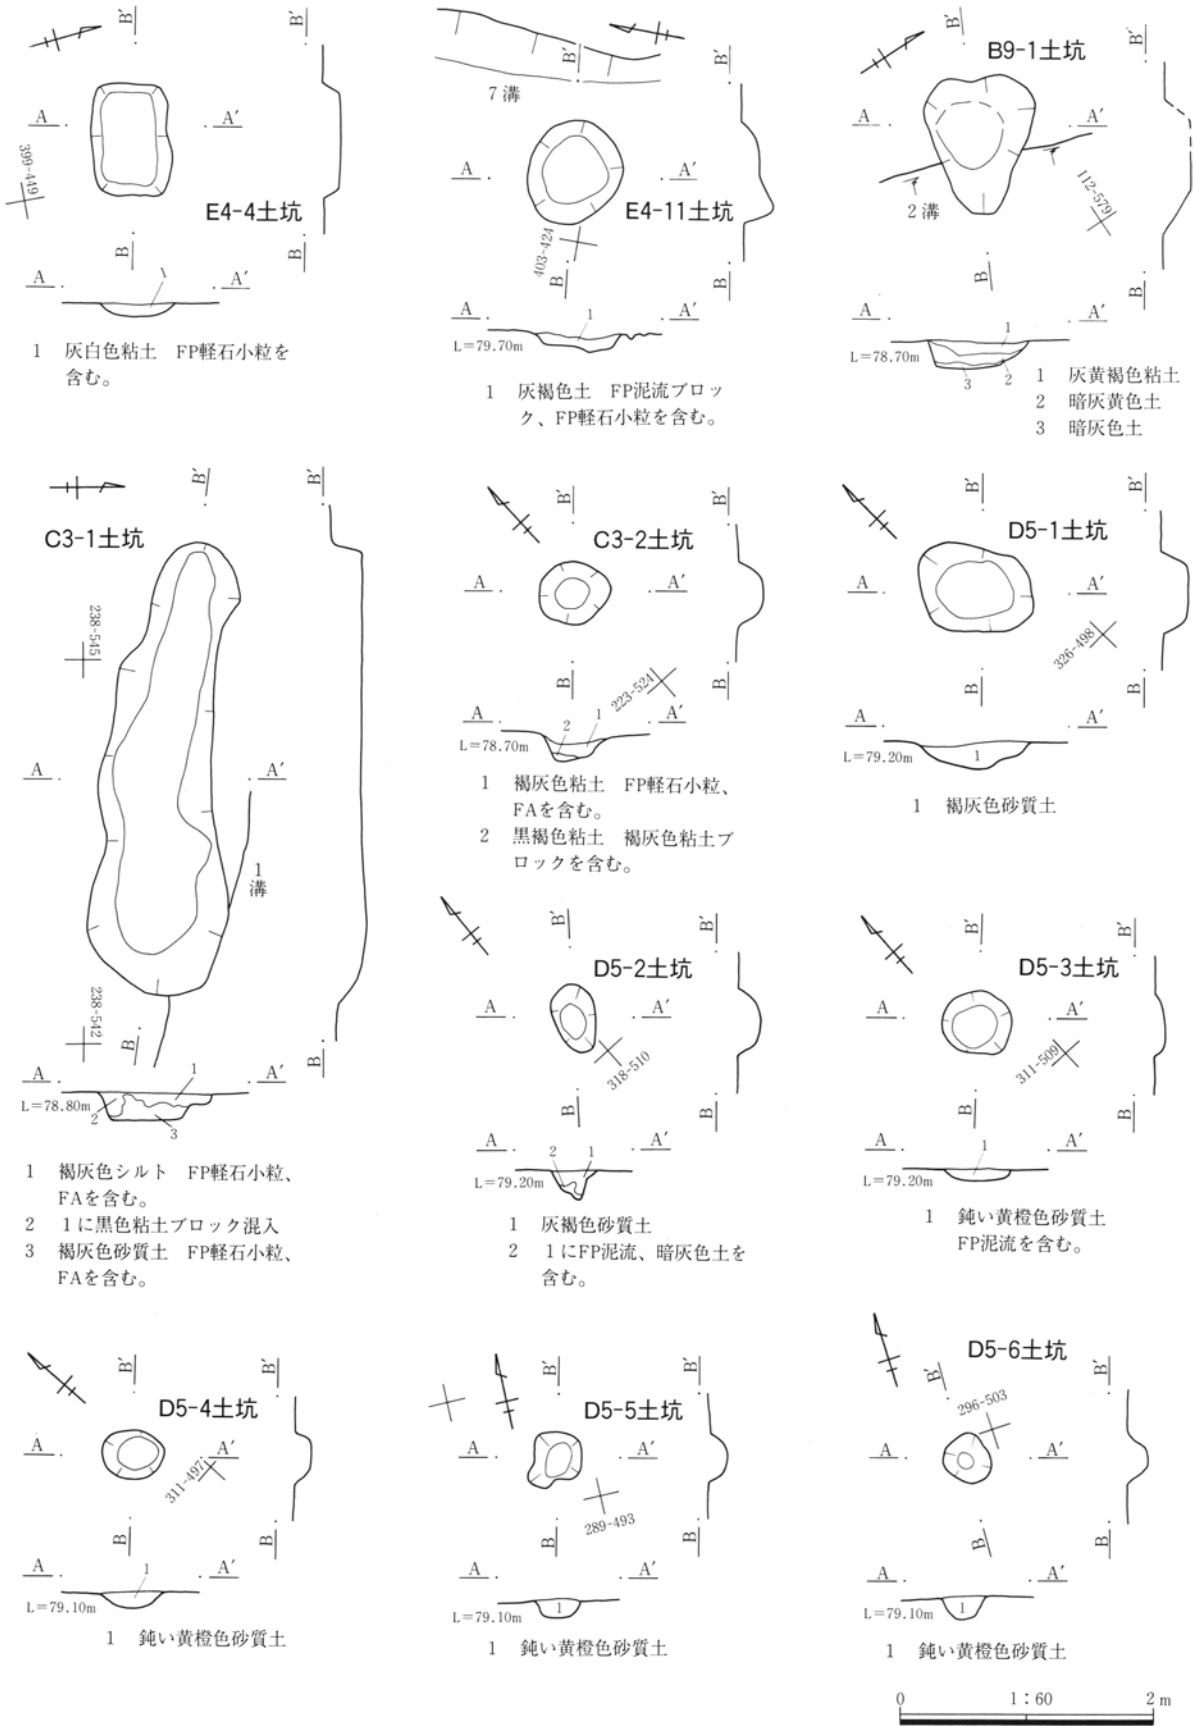 B′
B′
A
A′
399-449
E4-4土坑
B
B
A
1
A′
1 灰白色粘土 FP軽石小粒を
含む。
B′
B′
7溝
A
A′
E4-11土坑
403-424
B
B
A
1
A′
L=79.70m
1 灰褐色土 FP泥流ブロッ
ク、FP軽石小粒を含む。
B′
B′
B9-1土坑
A
A′
112-579
2溝
B
B
A
1
A′
L=78.70m
3
2
1 灰黄褐色粘土
2 暗灰黄色土
3 暗灰色土
B′
B′
C3-1土坑
238-545
A
A′
1
溝
238-542
B
B
A
1
A′
L=78.80m
2
3
1 褐灰色シルト FP軽石小粒、
FAを含む。
2 1に黒色粘土ブロック混入
3 褐灰色砂質土 FP軽石小粒、
FAを含む。
B′
B′
C3-2土坑
A
A′
B
223-524
B
A
2
1
A′
L=78.70m
1 褐灰色粘土 FP軽石小粒、
FAを含む。
2 黒褐色粘土 褐灰色粘土ブ
ロックを含む。
B′
B′
D5-1土坑
A
A′
326-498
B
B
A
A′
L=79.20m
1
1 褐灰色砂質土
B′
B′
D5-2土坑
A
A′
318-510
B
B
A
2
1
A′
L=79.20m
1 灰褐色砂質土
2 1にFP泥流、暗灰色土を
含む。
B′
B′
D5-3土坑
A
A′
311-509
B
B
A
1
A′
L=79.20m
1 鈍い黄橙色砂質土
FP泥流を含む。
B′
B′
D5-4土坑
A
A′
311-497
B
B
A
1
A′
L=79.10m
1 鈍い黄橙色砂質土
B′
B′
D5-5土坑
A
A′
289-493
B
B
A
A′
L=79.10m
1
1 鈍い黄橙色砂質土
B′
B′
D5-6土坑
296-503
A
A′
B
B
A
A′
L=79.10m
1
1 鈍い黄橙色砂質土
0 1:60 2m